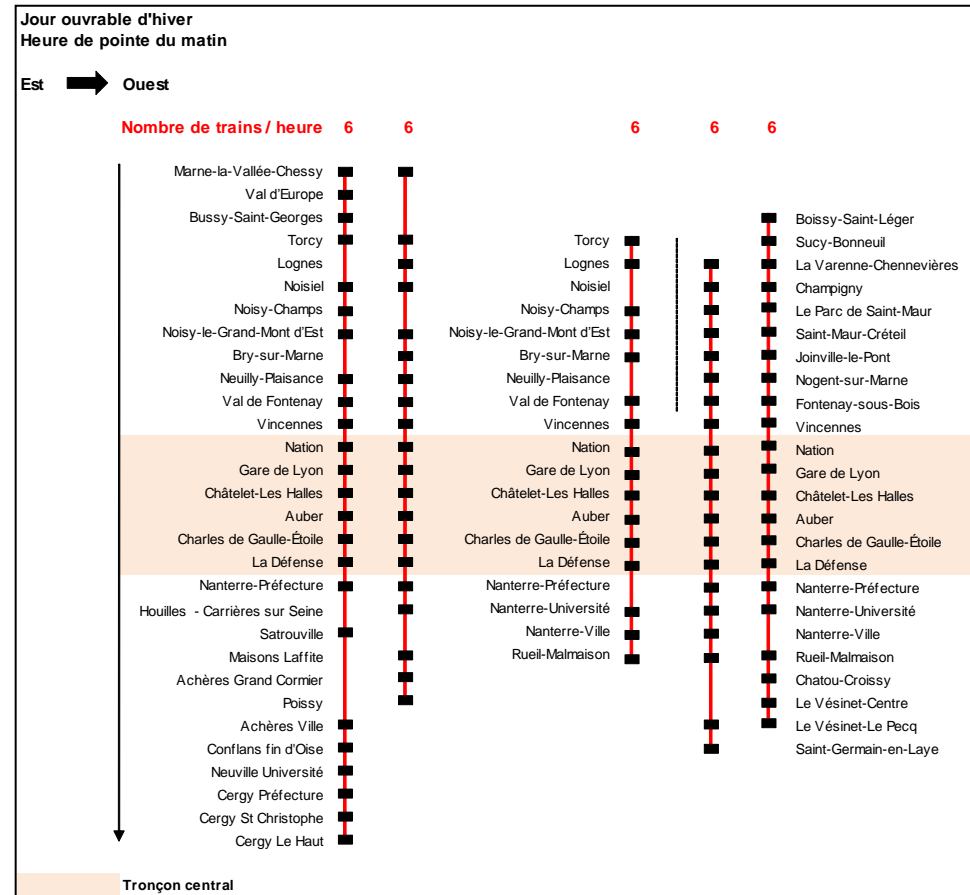 Jour ouvrable d'hiver
Heure de pointe du matin
Est
Ouest
Nombre de trains / heure 6 6 6 6 6
Marne-la-Vallée-Chessy
Val d'Europe
Bussy-Saint-Georges
Torcy
Lognes
Noisiel
Noisy-Champs
Noisy-le-Grand-Mont d'Est
Bry-sur-Marne
Neuilly-Plaisance
Val de Fontenay
Vincennes
Nation
Gare de Lyon
Châtelet-Les Halles
Auber
Charles de Gaulle-Étoile
La Défense
Nanterre-Préfecture
Houilles - Carrières sur Seine
Satrouville
Maisons Laffite
Achères Grand Cormier
Poissy
Achères Ville
Conflans fin d'Oise
Neuville Université
Cergy Préfecture
Cergy St Christophe
Cergy Le Haut
Torcy
Lognes
Noisiel
Noisy-Champs
Noisy-le-Grand-Mont d'Est
Bry-sur-Marne
Neuilly-Plaisance
Val de Fontenay
Vincennes
Nation
Gare de Lyon
Châtelet-Les Halles
Auber
Charles de Gaulle-Étoile
La Défense
Nanterre-Préfecture
Nanterre-Université
Nanterre-Ville
Rueil-Malmaison
Boissy-Saint-Léger
Sucy-Bonneuil
La Varenne-Chennevières
Champigny
Le Parc de Saint-Maur
Saint-Maur-Créteil
Joinville-le-Pont
Nogent-sur-Marne
Fontenay-sous-Bois
Vincennes
Nation
Gare de Lyon
Châtelet-Les Halles
Auber
Charles de Gaulle-Étoile
La Défense
Nanterre-Préfecture
Nanterre-Université
Nanterre-Ville
Rueil-Malmaison
Chatou-Croissy
Le Vésinet-Centre
Le Vésinet-Le Pecq
Saint-Germain-en-Laye
Tronçon central